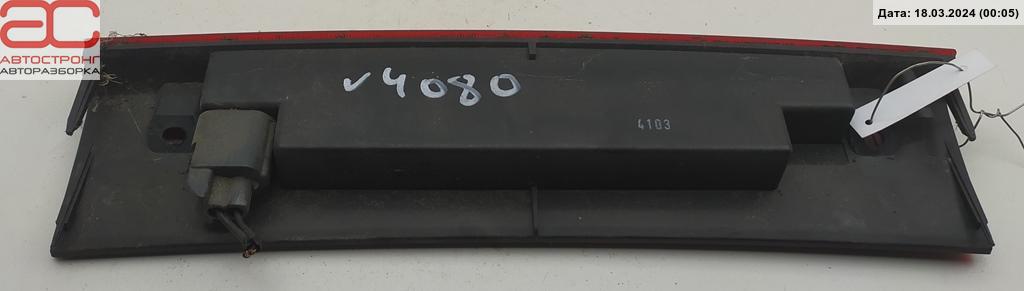 Дата: 18.03.2024 (00:05)
АС
АВТОСТРОНГ
АВТОРАЗБОРКА
v4080
4103